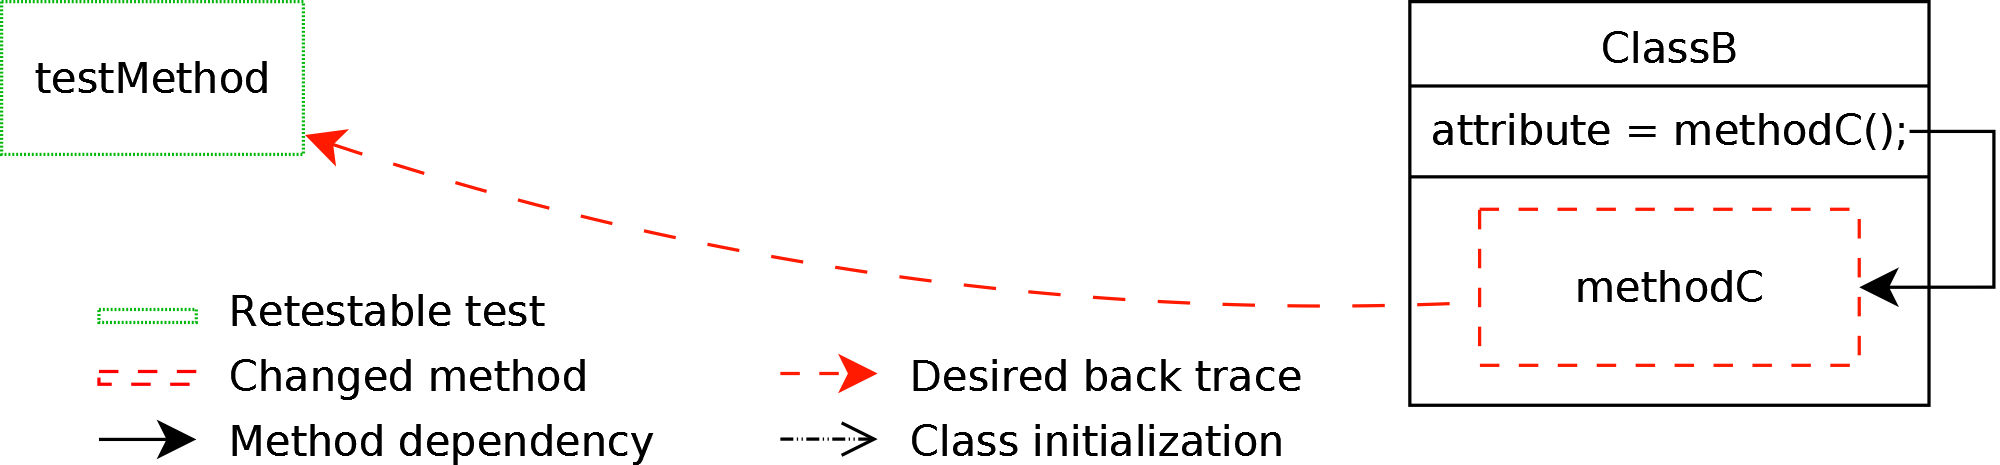 testMethod
ClassB
attribute = methodC();
methodC
Retestable test
Changed method
Method dependency
Desired back trace
Class initialization